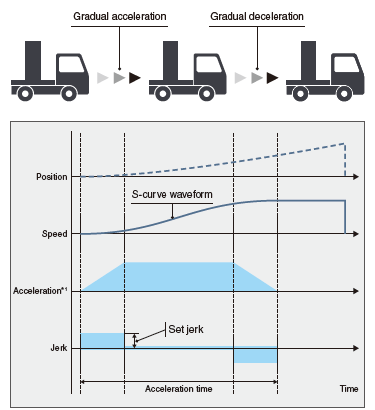 Gradual acceleration
Gradual deceleration
Position
S-curve waveform
Speed
Acceleration*1
Set jerk
Jerk
Acceleration time
Time